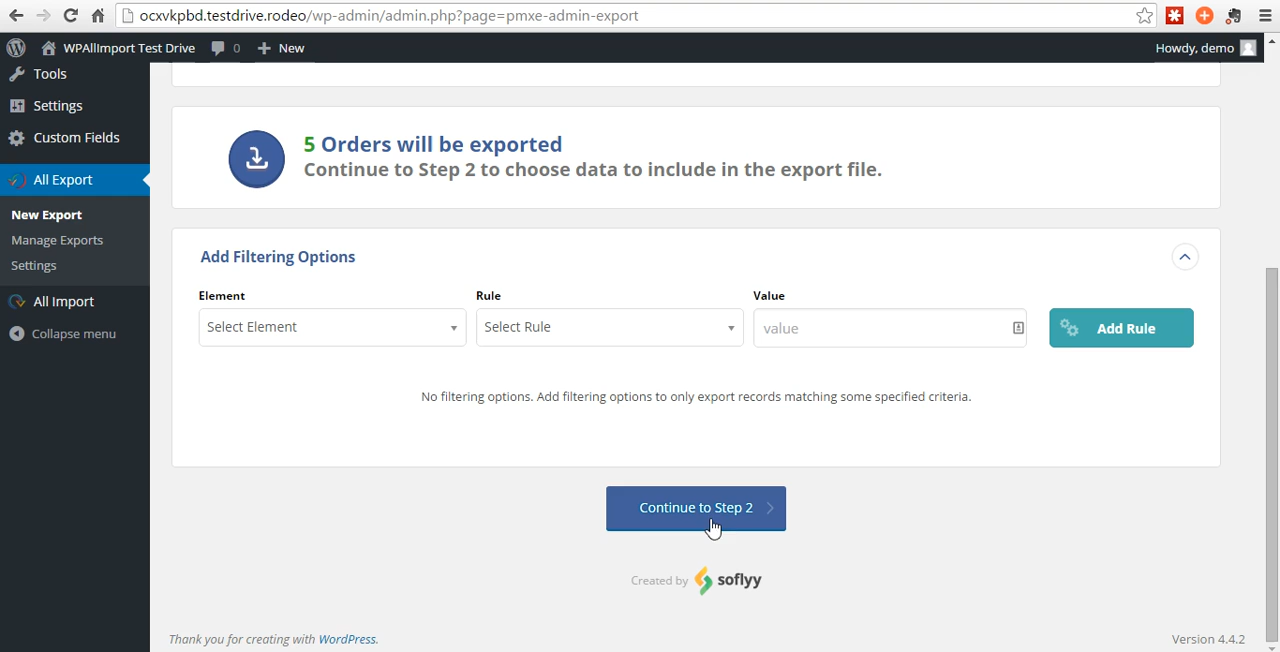 ocxvkpbd.testdrive.rodeo/wp-admin/admin.php?page=pmxe-admin-export
WPAllImport Test Drive 0 + New Howdy, demo
Tools
Settings
Custom Fields
All Export
New Export
Manage Exports
Settings
All Import
Collapse menu
5 Orders will be exported
Continue to Step 2 to choose data to include in the export file.
Add Filtering Options
Element Rule Value
Select Element Select Rule value Add Rule
No filtering options. Add filtering options to only export records matching some specified criteria.
Continue to Step 2
Created by soflyy
Thank you for creating with WordPress. Version 4.4.2